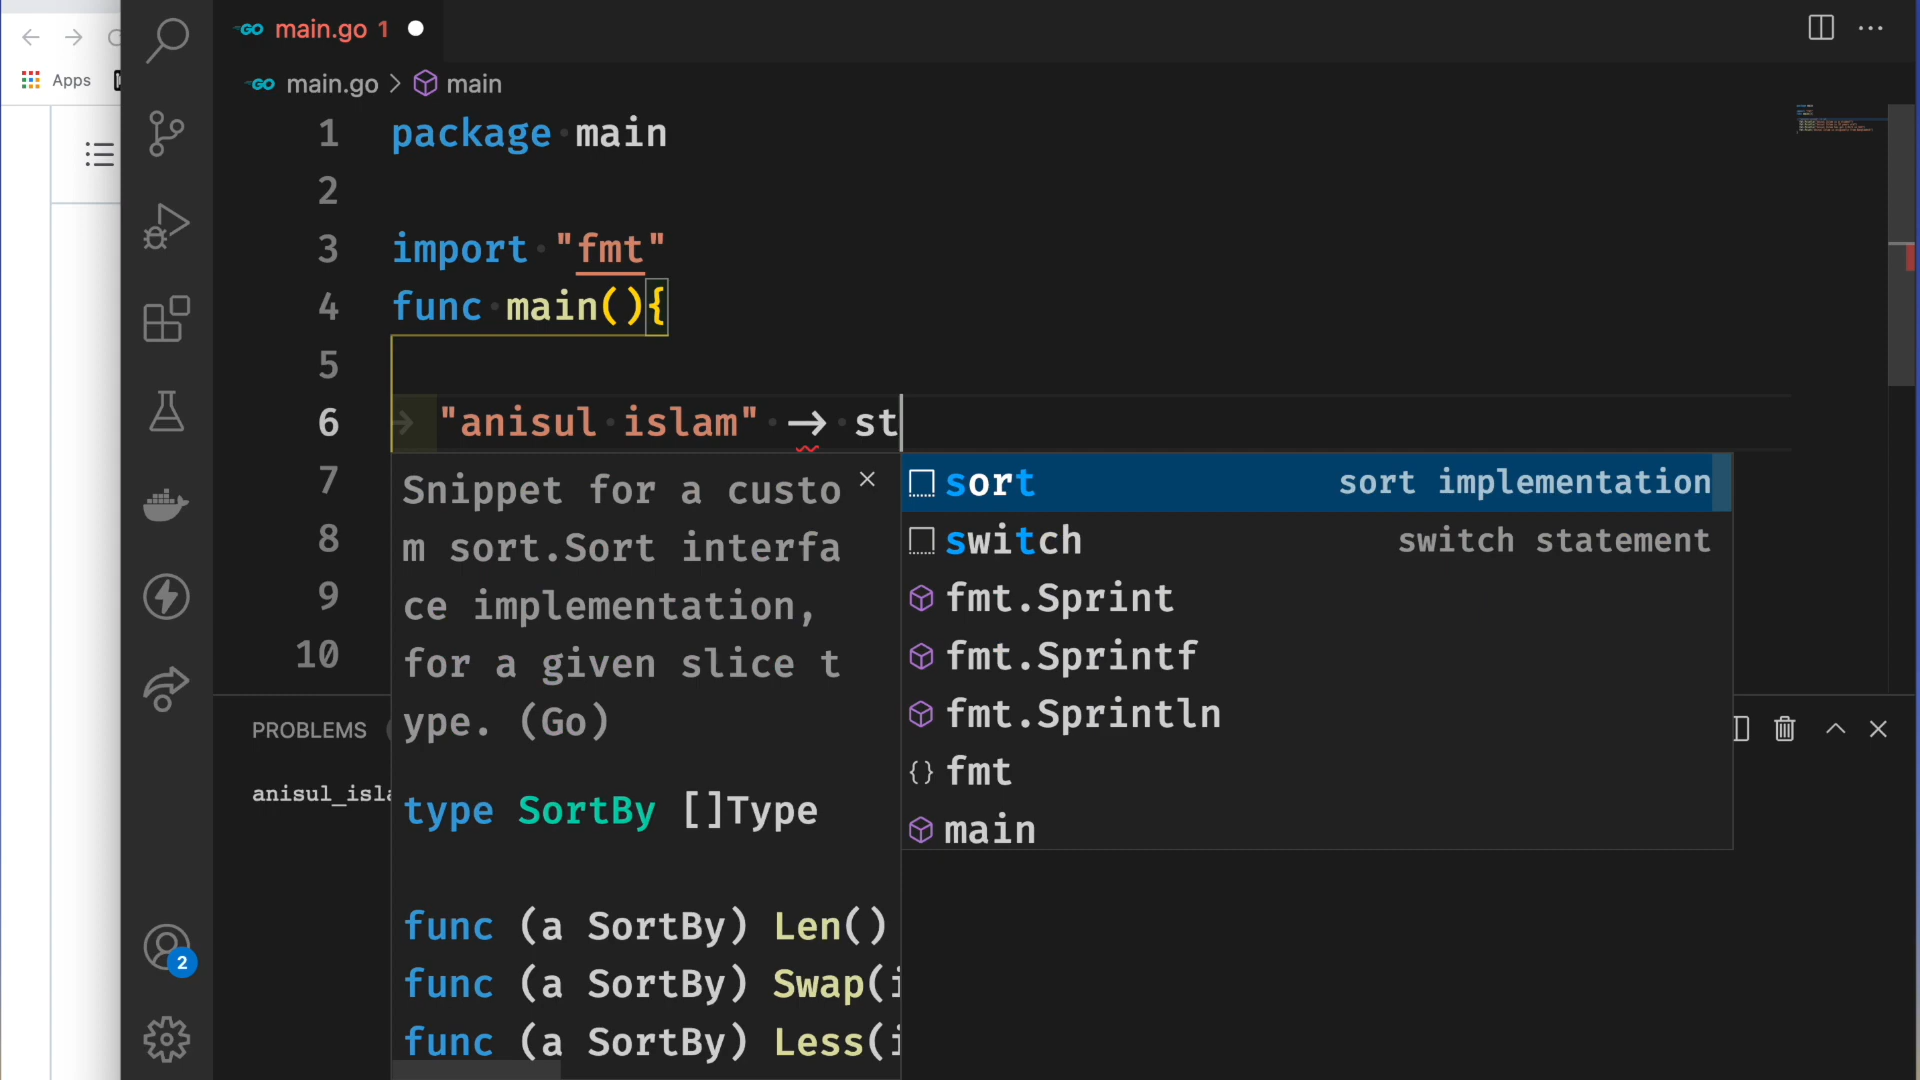 GO main.go 1
GO main.go > main
Apps
1 package main
2
3 import "fmt"
4 func main(){
5
6 "anisul islam" → st
7
8
9
10
Snippet for a custo
m sort.Sort interfa
ce implementation,
for a given slice t
ype. (Go)
type SortBy []Type
func (a SortBy) Len()
func (a SortBy) Swap(i
func (a SortBy) Less(i
sort sort implementation
switch switch statement
fmt.Sprint
fmt.Sprintf
fmt.Sprintln
{} fmt
main
PROBLEMS
anisul_isla
2